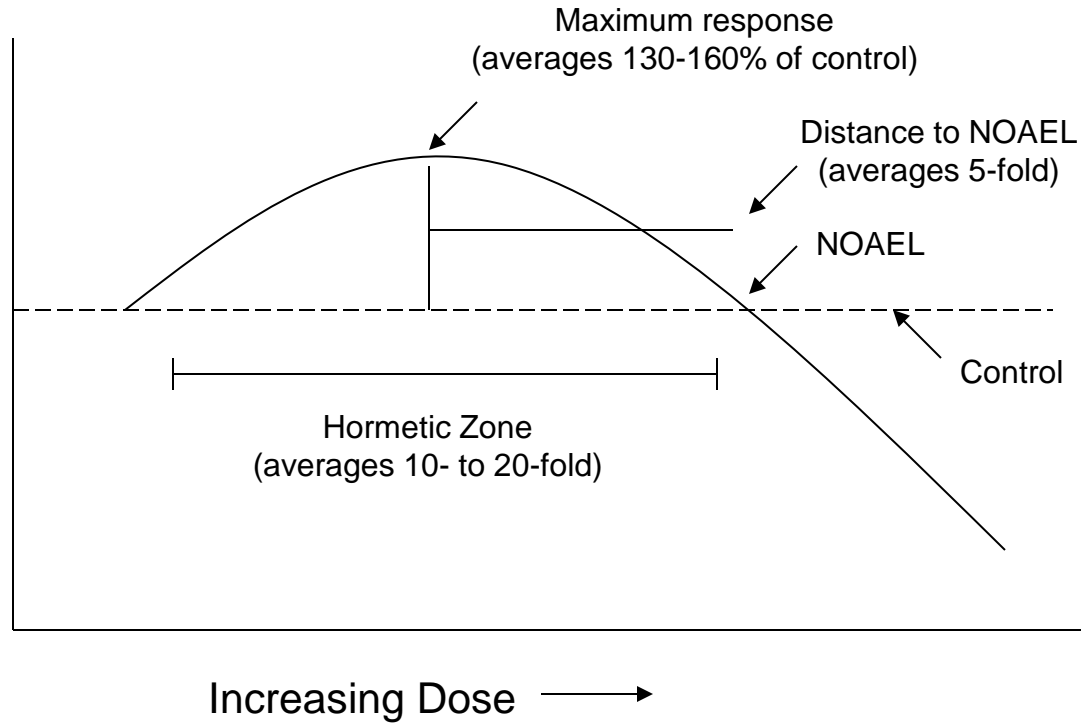 Maximum response
(averages 130-160% of control)
Distance to NOAEL
(averages 5-fold)
NOAEL
Control
Hormetic Zone
(averages 10- to 20-fold)
Increasing Dose